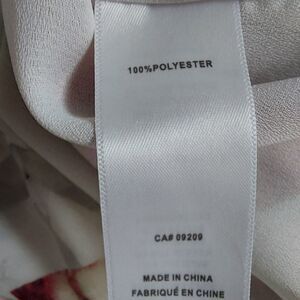 100%POLYESTER
CA# 09209
MADE IN CHINA
FABRIQUÉ EN CHINE